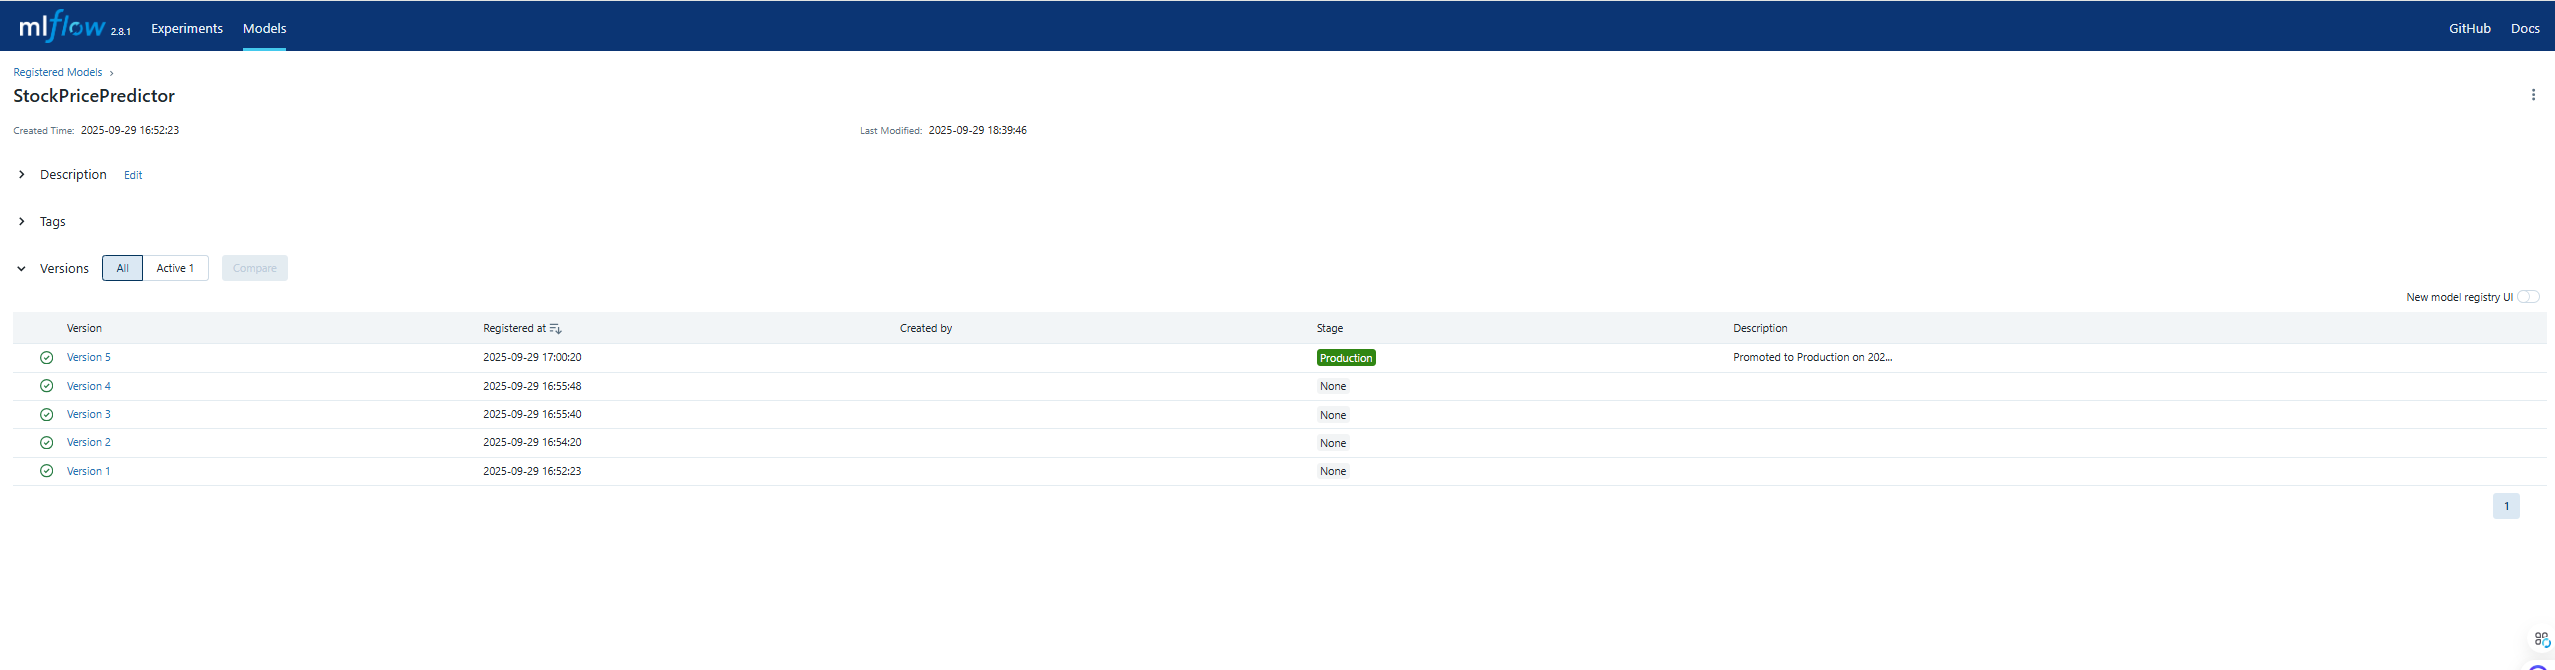 mlflow 2.8.1 Experiments Models GitHub Docs
Registered Models ›
StockPricePredictor
Created Time: 2025-09-29 16:52:23 Last Modified: 2025-09-29 18:39:46
Description Edit
Tags
Versions All Active 1 Compare
New model registry UI
Version Registered at Created by Stage Description
Version 5 2025-09-29 17:00:20 Production Promoted to Production on 202...
Version 4 2025-09-29 16:55:48 None
Version 3 2025-09-29 16:55:40 None
Version 2 2025-09-29 16:54:20 None
Version 1 2025-09-29 16:52:23 None
1